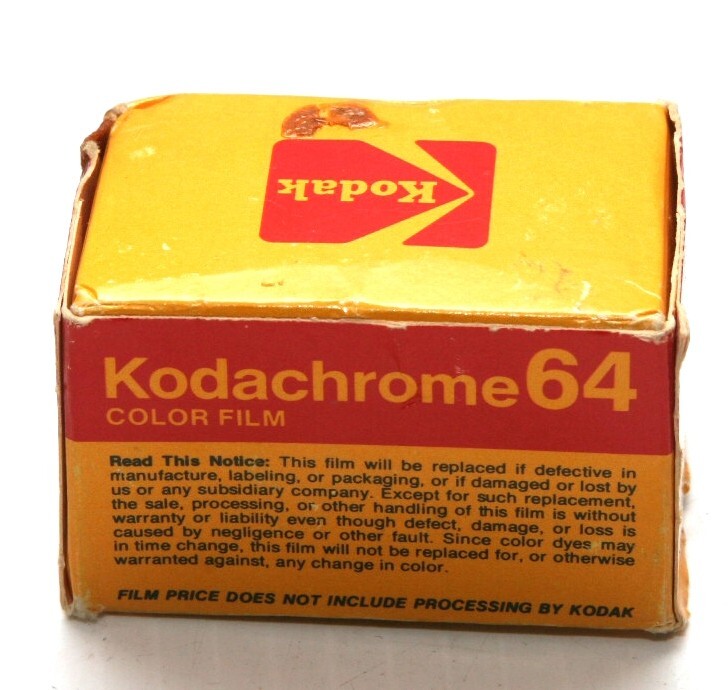 Kodak
Kodachrome 64
COLOR FILM
Read This Notice: This film will be replaced if defective in
manufacture, labeling, or packaging, or if damaged or lost by
us or any subsidiary company. Except for such replacement,
the sale, processing, or other handling of this film is without
warranty or liability even though defect, damage, or loss is
caused by negligence or other fault. Since color dyes may
in time change, this film will not be replaced for, or otherwise
warranted against, any change in color.
FILM PRICE DOES NOT INCLUDE PROCESSING BY KODAK